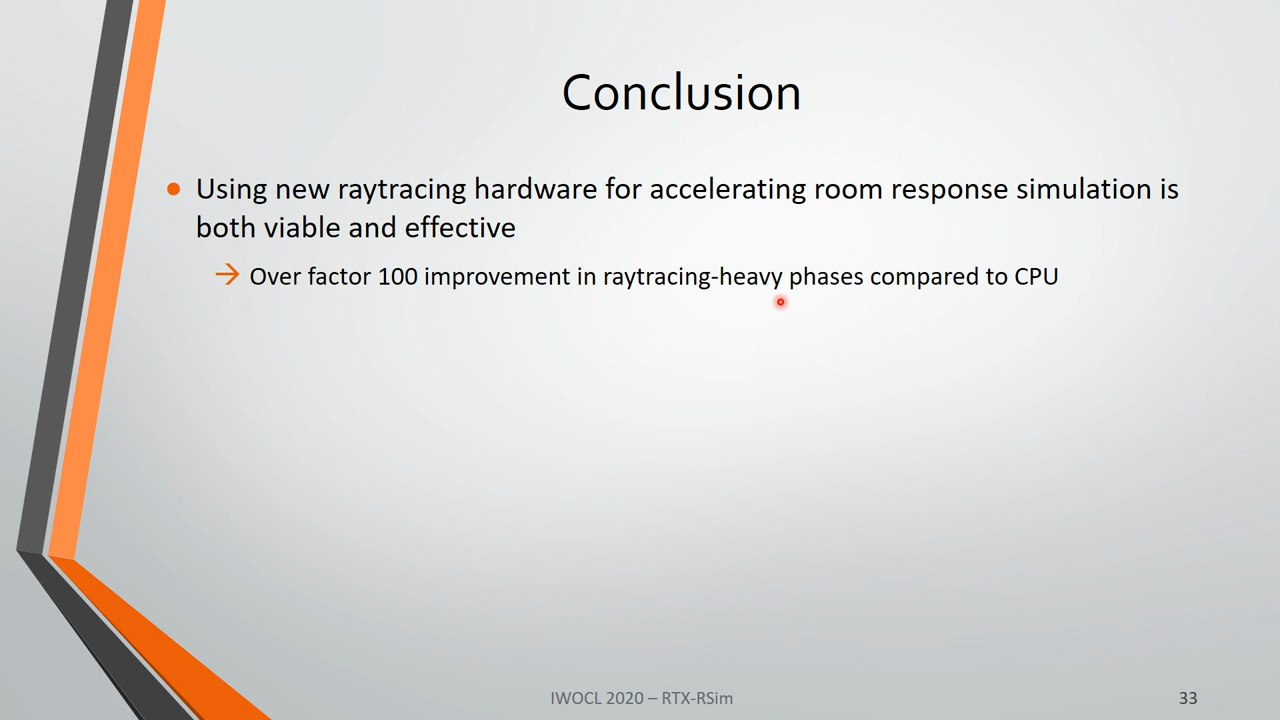 Conclusion
Using new raytracing hardware for accelerating room response simulation is
both viable and effective
Over factor 100 improvement in raytracing-heavy phases compared to CPU
IWOCL 2020 – RTX-RSim
33